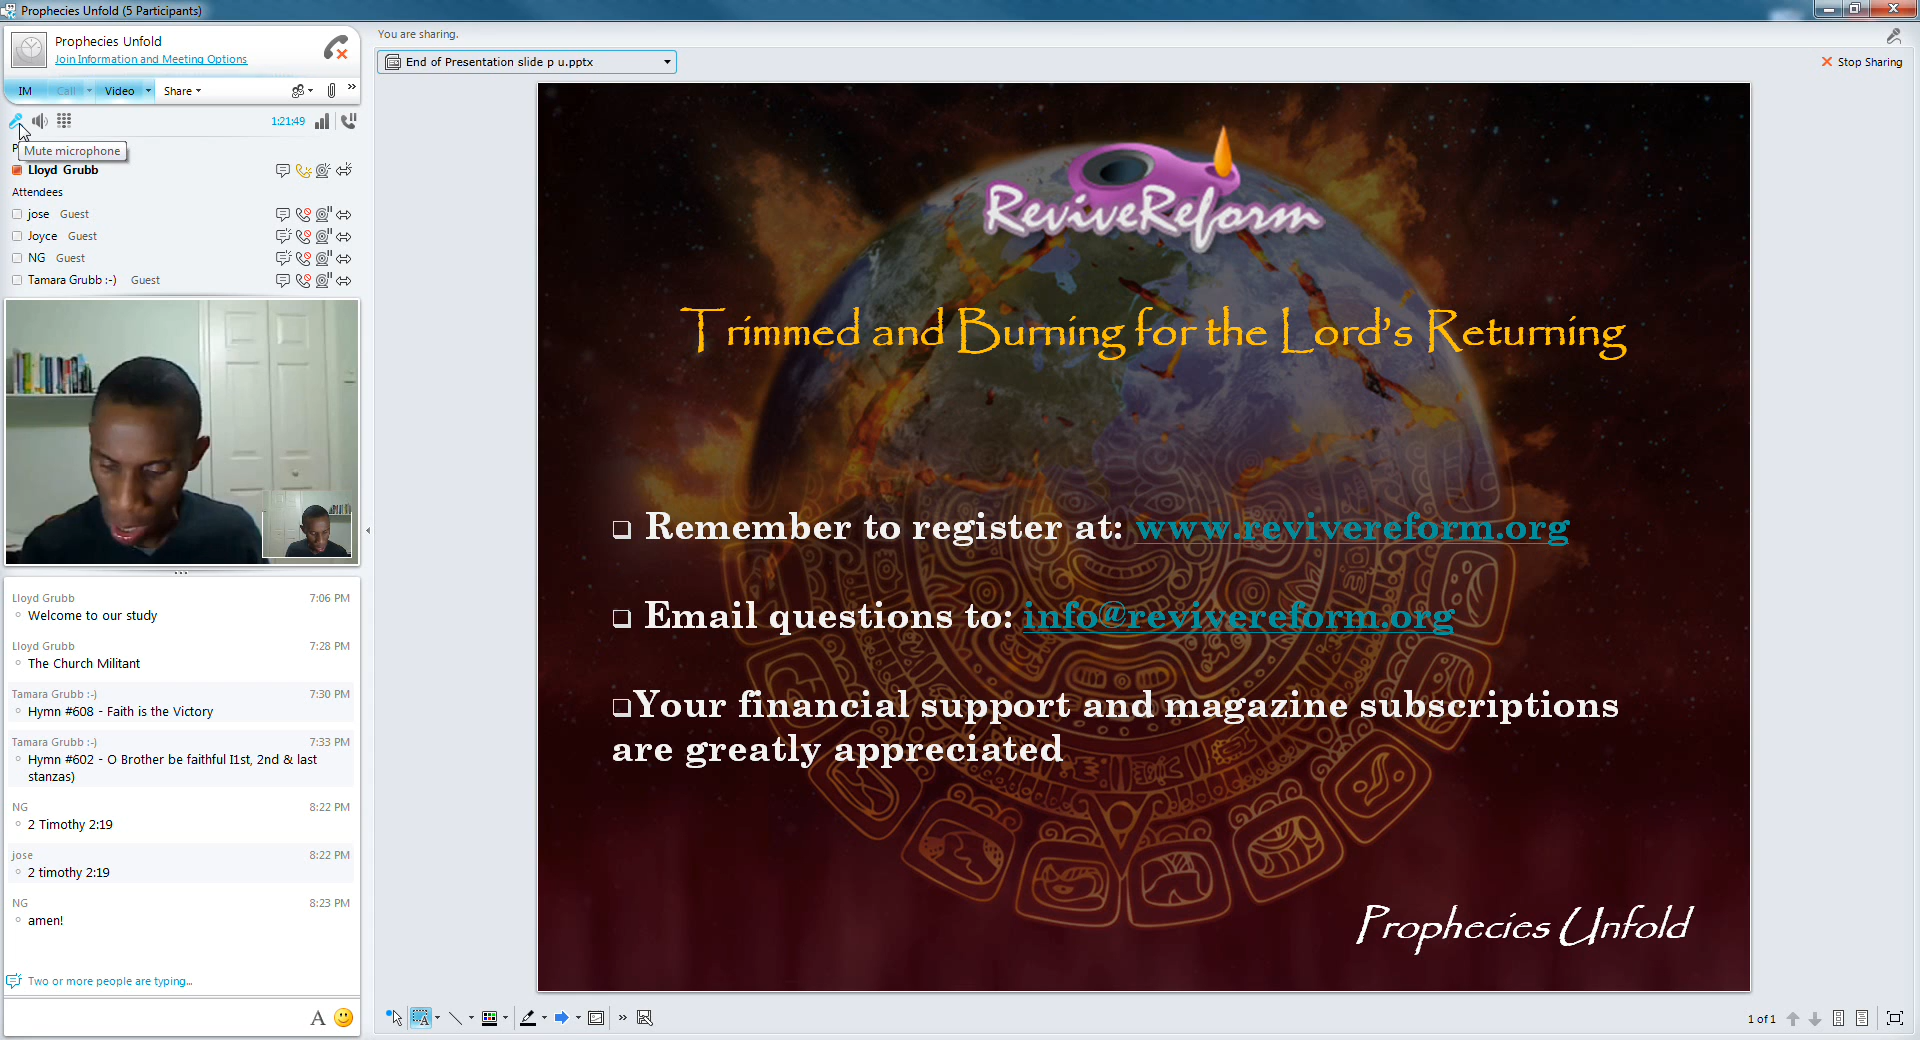 Prophecies Unfold (5 Participants)
Prophecies Unfold
Join Information and Meeting Options
IM Call Video Share
1:21:49
Mute microphone
Lloyd Grubb
Attendees
jose Guest
Joyce Guest
NG Guest
Tamara Grubb :-) Guest
Lloyd Grubb 7:06 PM
Welcome to our study
Lloyd Grubb 7:28 PM
The Church Militant
Tamara Grubb :-) 7:30 PM
Hymn #608 - Faith is the Victory
Tamara Grubb :-) 7:33 PM
Hymn #602 - O Brother be faithful I1st, 2nd & last
stanzas)
NG 8:22 PM
2 Timothy 2:19
jose 8:22 PM
2 timothy 2:19
NG 8:23 PM
amen!
Two or more people are typing...
You are sharing.
End of Presentation slide p u.pptx
Stop Sharing
ReviveReform
Trimmed and Burning for the Lord's Returning
Remember to register at: www.revivereform.org
Email questions to: info@revivereform.org
Your financial support and magazine subscriptions
are greatly appreciated
Prophecies Unfold
1 of 1